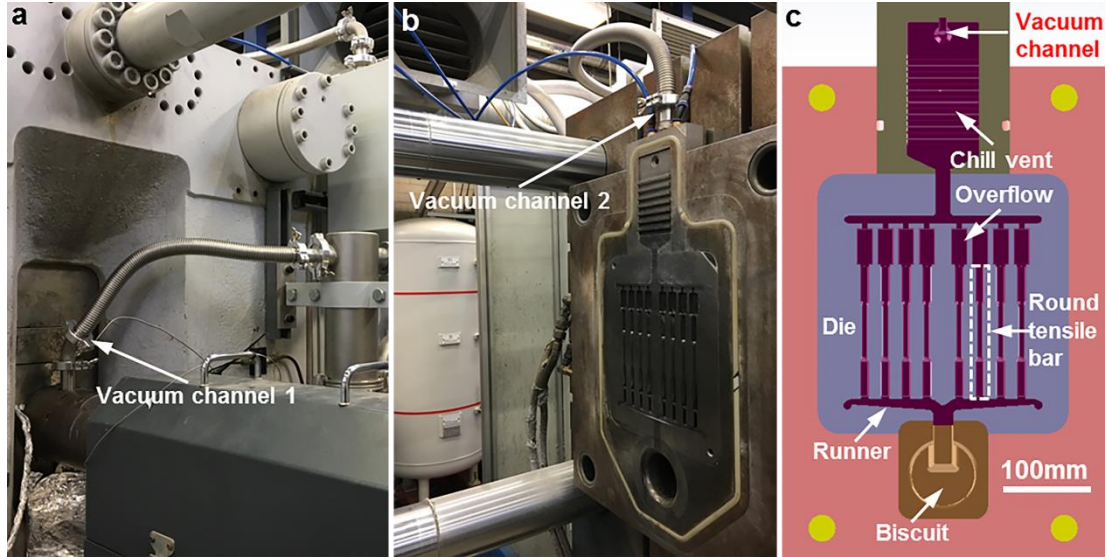 a
Vacuum channel 1
b
Vacuum channel 2
c
Vacuum
channel
Chill vent
Overflow
Die
Round
tensile
bar
Runner
100mm
Biscuit